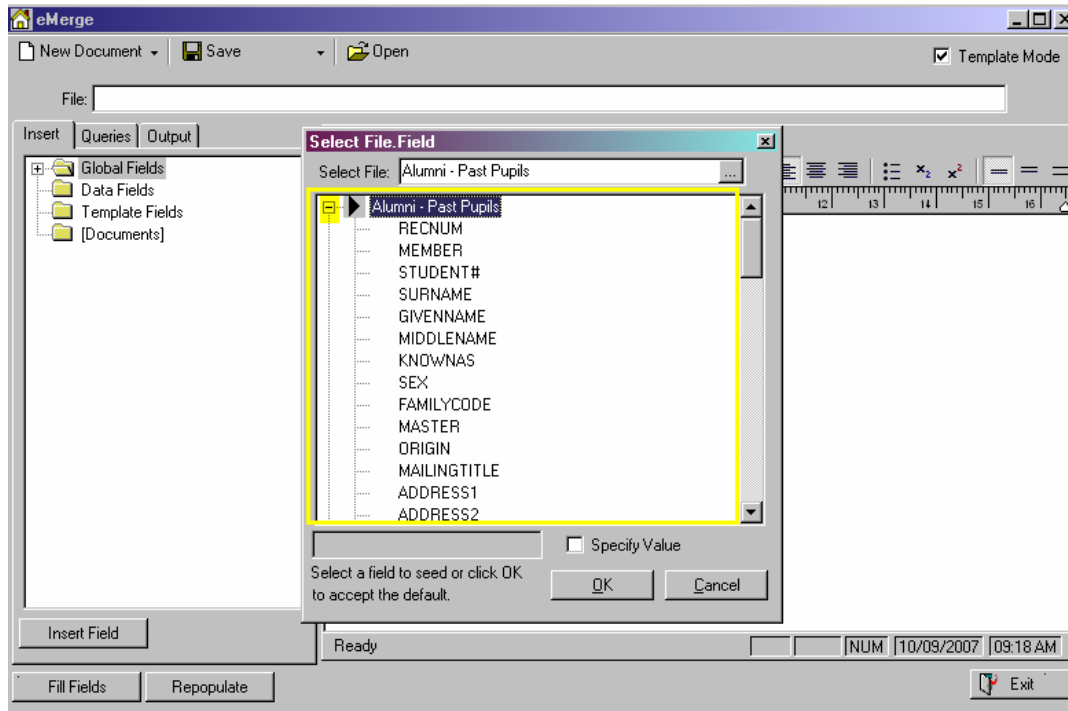 eMerge
New Document Save Open Template Mode
File:
Insert Queries Output
Global Fields
Data Fields
Template Fields
[Documents]
Insert Field
Select File.Field
Select File: Alumni - Past Pupils ...
Alumni - Past Pupils
RECNUM
MEMBER
STUDENT#
SURNAME
GIVENNAME
MIDDLENAME
KNOWNAS
SEX
FAMILYCODE
MASTER
ORIGIN
MAILINGTITLE
ADDRESS1
ADDRESS2
Specify Value
Select a field to seed or click OK
to accept the default.
OK Cancel
x₂ x²
12 13 14 15 16
Ready NUM 10/09/2007 09:18 AM
Fill Fields Repopulate Exit